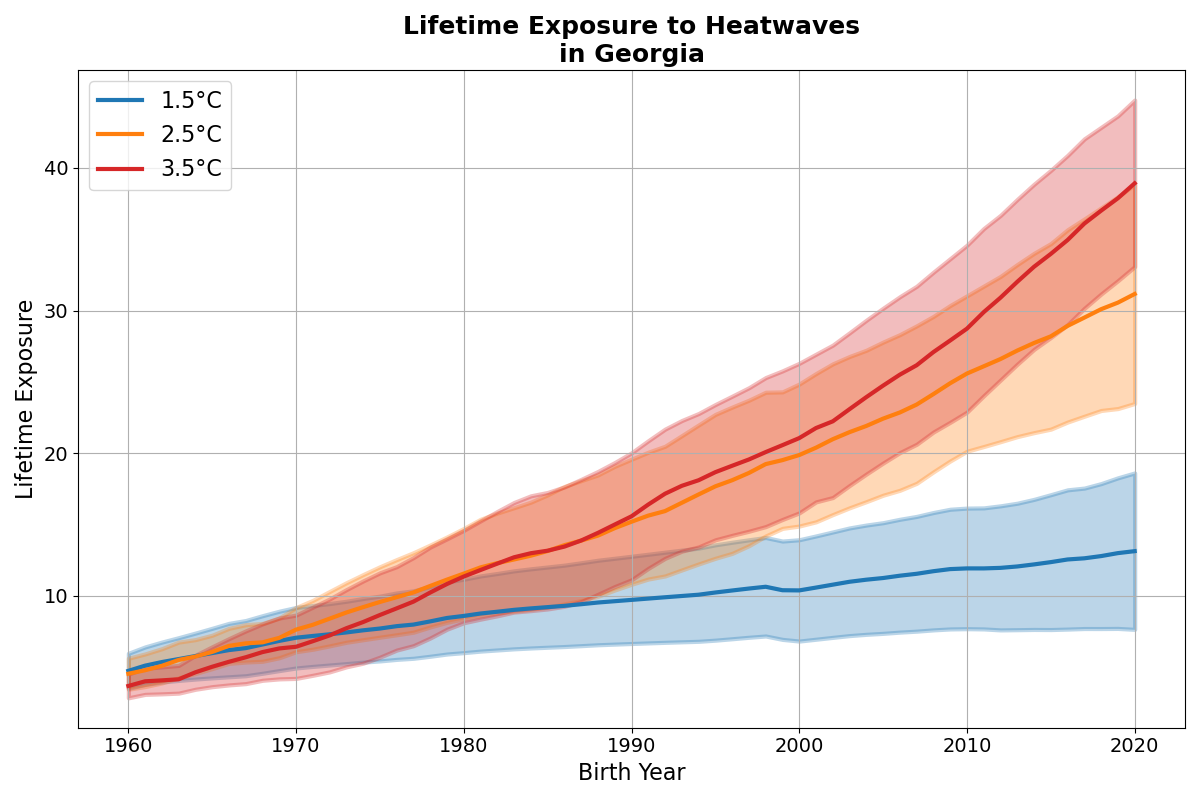 Lifetime Exposure to Heatwaves
in Georgia
1.5°C
2.5°C
3.5°C
Lifetime Exposure
40
30
20
10
1960 1970 1980 1990 2000 2010 2020
Birth Year